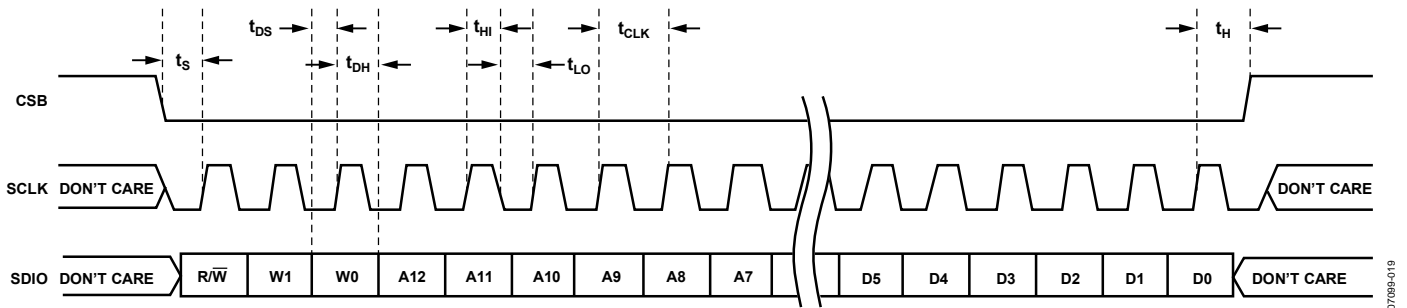 tDS
tHI
tCLK
tH
tS
tDH
tLO
CSB
SCLK DON'T CARE
DON'T CARE
SDIO DON'T CARE R/W̅ W1 W0 A12 A11 A10 A9 A8 A7 D5 D4 D3 D2 D1 D0 DON'T CARE
07099-019